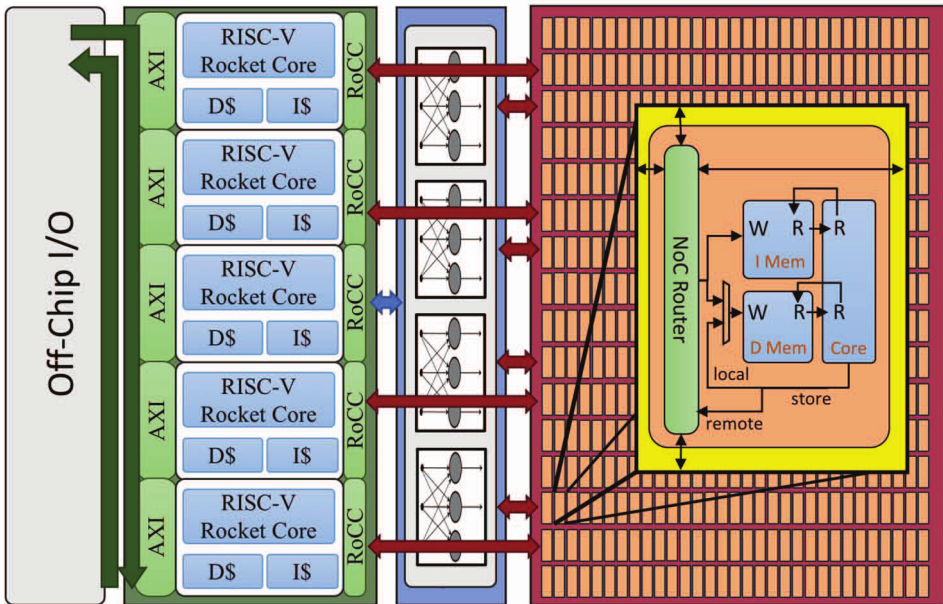 Off-Chip I/O
AXI
RISC-V
Rocket Core
D$ I$
RoCC
AXI
RISC-V
Rocket Core
D$ I$
RoCC
AXI
RISC-V
Rocket Core
D$ I$
RoCC
AXI
RISC-V
Rocket Core
D$ I$
RoCC
AXI
RISC-V
Rocket Core
D$ I$
RoCC
NoC Router
W R R
I Mem
W R R
D Mem Core
local
store
remote